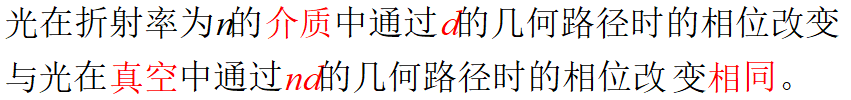 光在折射率为n的介质中通过d的几何路径时的相位改变
与光在真空中通过nd的几何路径时的相位改变相同。